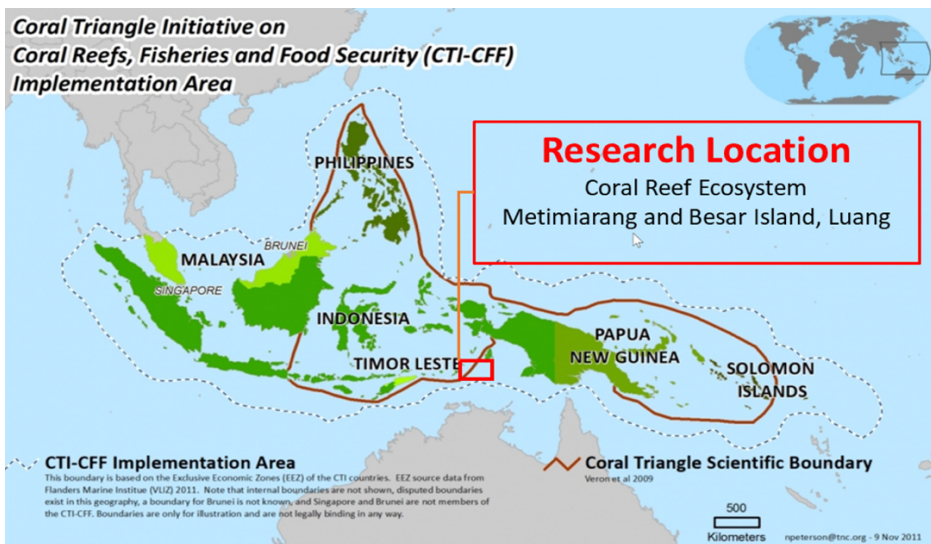 Coral Triangle Initiative on
Coral Reefs, Fisheries and Food Security (CTI-CFF)
Implementation Area
Research Location
Coral Reef Ecosystem
Metimiarang and Besar Island, Luang
PHILIPPINES
BRUNEI
MALAYSIA
SINGAPORE
INDONESIA
PAPUA
NEW GUINEA
TIMOR LESTE
SOLOMON
ISLANDS
CTI-CFF Implementation Area
This boundary is based on the Exclusive Economic Zones (EEZ) of the CTI countries. EEZ source data from
Flanders Marine Institue (VLIZ) 2011. Note that internal boundaries are not shown, disputed boundaries
exist in this geography, a boundary for Brunei is not known, and Singapore and Brunei are not members of
the CTI-CFF. Boundaries are only for illustration and are not legally binding in any way.
Coral Triangle Scientific Boundary
Veron et al 2009
500
Kilometers
npeterson@tnc.org - 9 Nov 2011